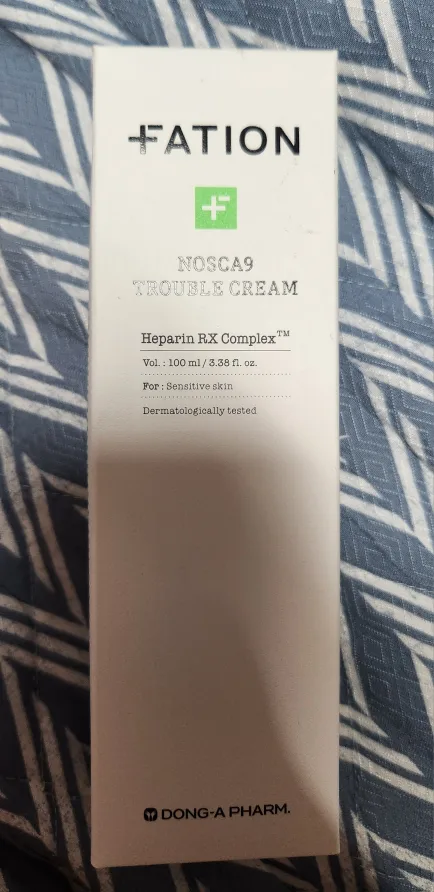 FATION
NOSCA9
TROUBLE CREAM
Heparin RX Complex™
Vol. : 100 ml / 3.38 fl. oz.
For : Sensitive skin
Dermatologically tested
DONG-A PHARM.